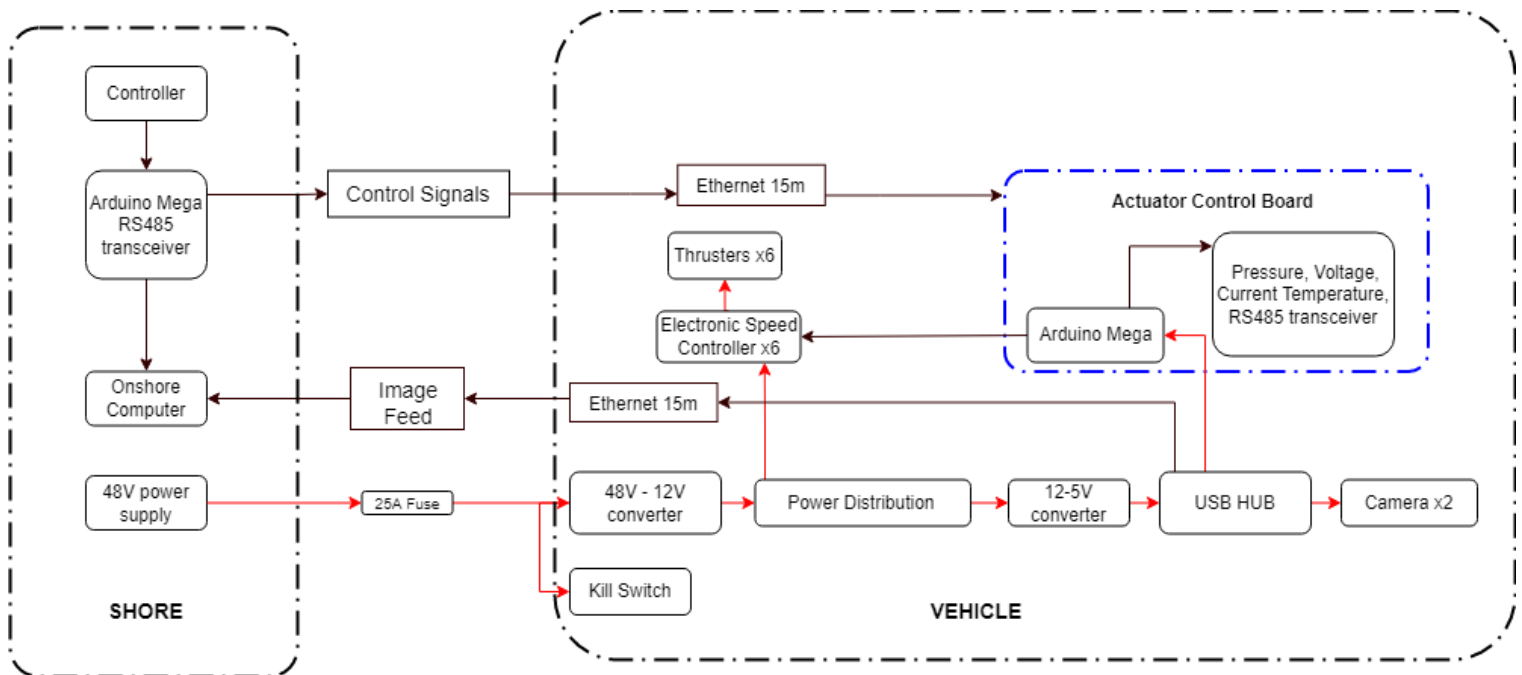 Controller
Arduino Mega
RS485
transceiver
Control Signals
Ethernet 15m
Actuator Control Board
Thrusters x6
Pressure, Voltage,
Current Temperature,
RS485 transceiver
Electronic Speed
Controller x6
Arduino Mega
Onshore
Computer
Image
Feed
Ethernet 15m
48V power
supply
25A Fuse
48V - 12V
converter
Power Distribution
12-5V
converter
USB HUB
Camera x2
Kill Switch
SHORE
VEHICLE